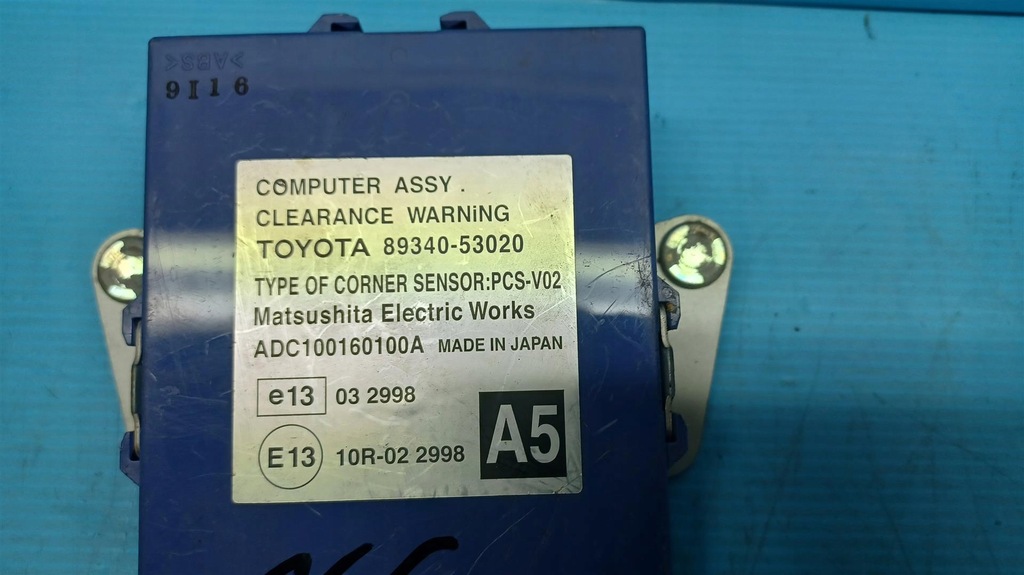 >ABS<
9I16
COMPUTER ASSY.
CLEARANCE WARNiNG
TOYOTA 89340-53020
TYPE OF CORNER SENSOR:PCS-V02
Matsushita Electric Works
ADC100160100A MADE IN JAPAN
e13 03 2998
E13 10R-02 2998
A5